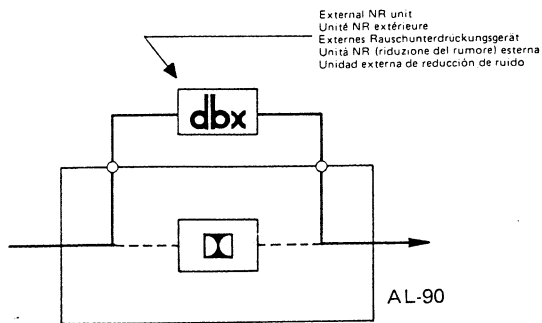 External NR unit
Unité NR extérieure
Externes Rauschunterdrückungsgerät
Unità NR (riduzione del rumore) esterna
Unidad externa de reducción de ruido
dbx
AL-90